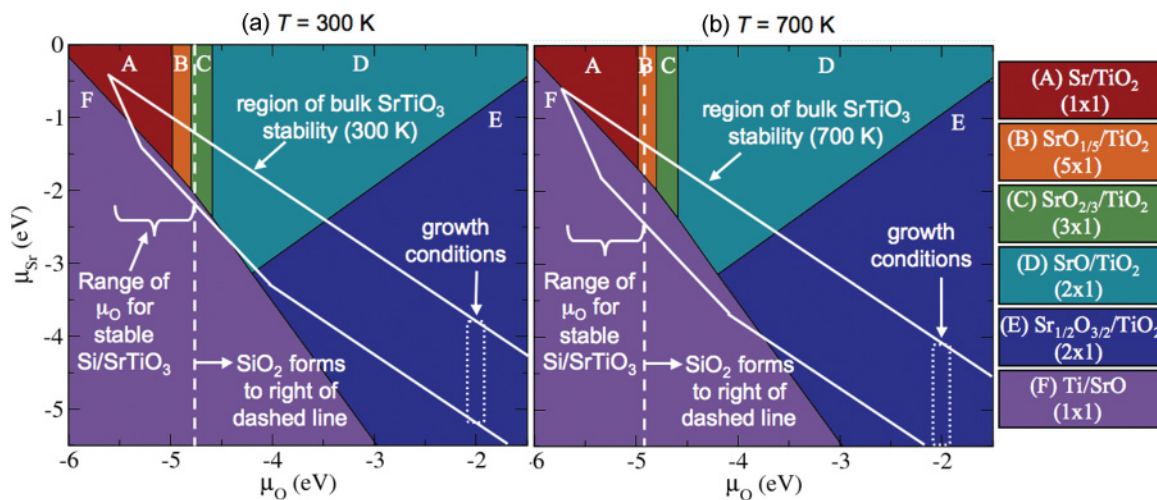 (a) T = 300 K
(b) T = 700 K
0
-1
-2
-3
-4
-5
μSr (eV)
A
B
C
D
E
F
region of bulk SrTiO3
stability (300 K)
growth
conditions
Range of
μO for
stable
Si/SrTiO3
SiO2 forms
to right of
dashed line
-6
-5
-4
-3
-2
μO (eV)
A
B
C
D
E
F
region of bulk SrTiO3
stability (700 K)
growth
conditions
Range of
μO for
stable
Si/SrTiO3
SiO2 forms
to right of
dashed line
-6
-5
-4
-3
-2
μO (eV)
(A) Sr/TiO2
(1x1)
(B) SrO1/5/TiO2
(5x1)
(C) SrO2/3/TiO2
(3x1)
(D) SrO/TiO2
(2x1)
(E) Sr1/2O3/2/TiO2
(2x1)
(F) Ti/SrO
(1x1)